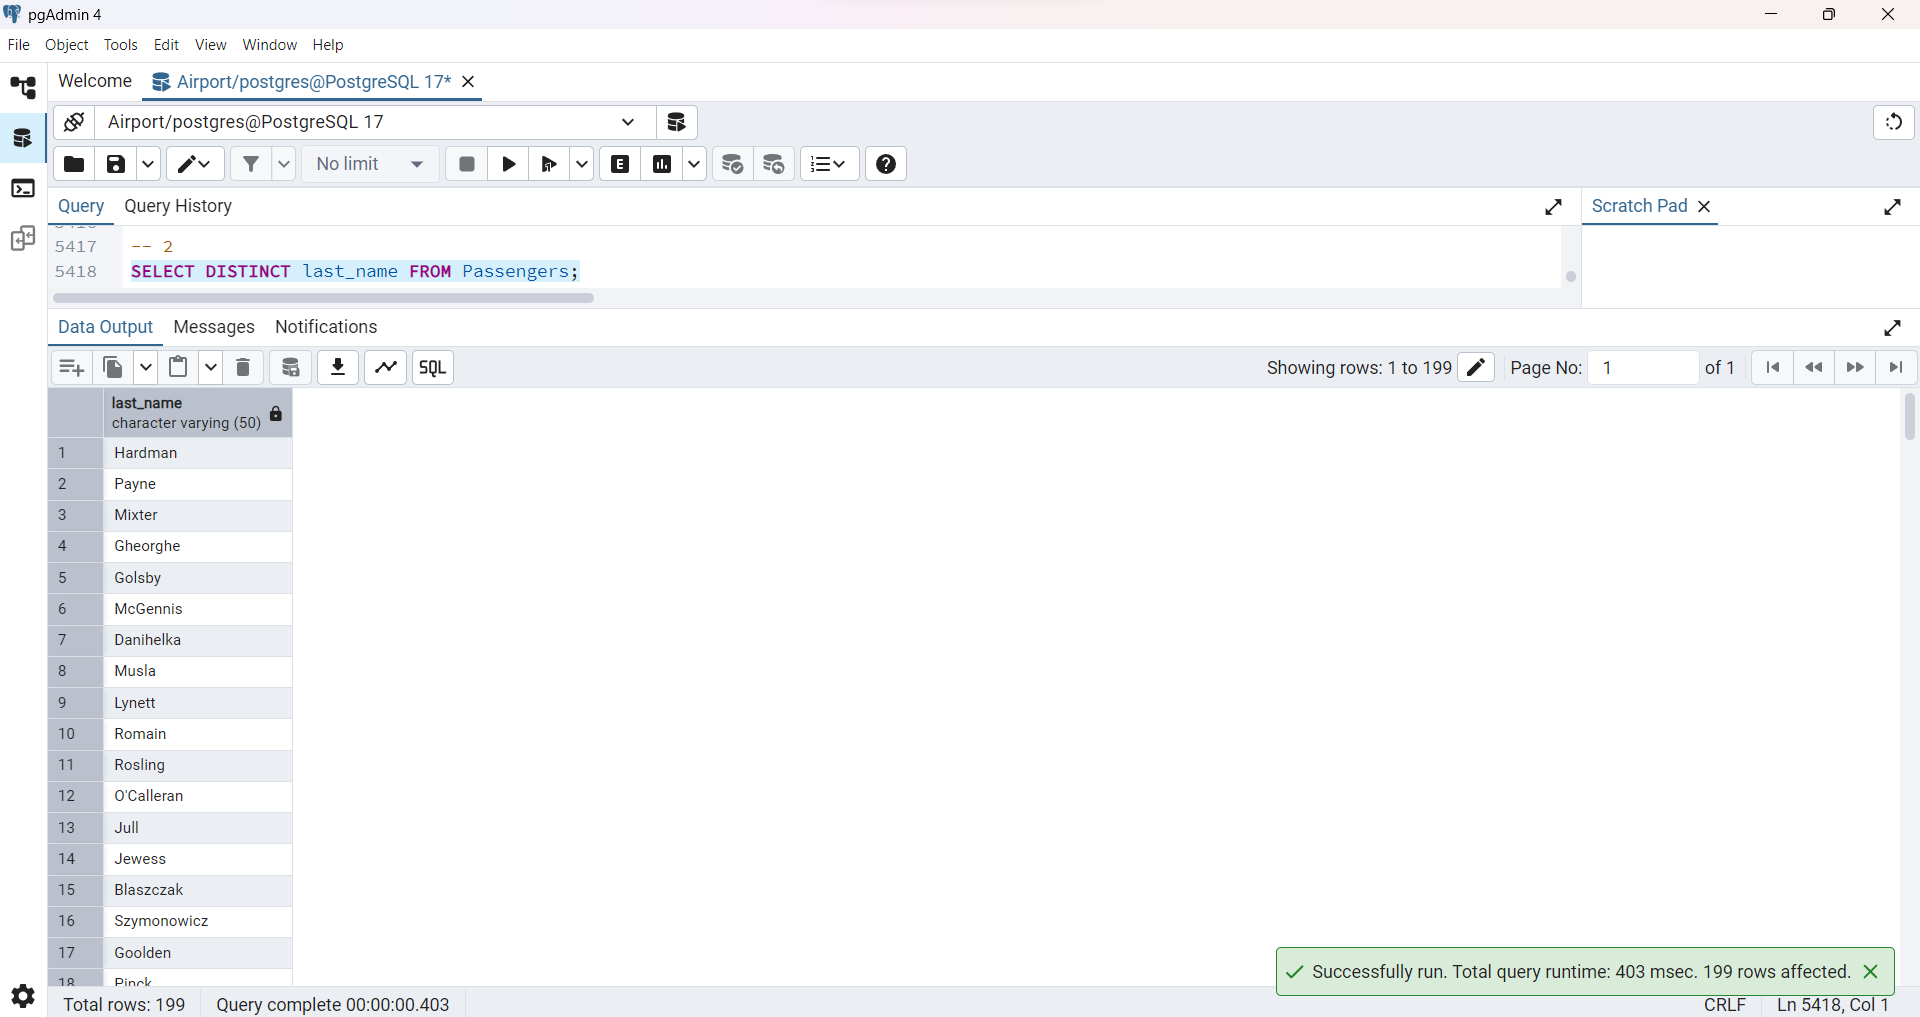 pgAdmin 4
File Object Tools Edit View Window Help
Welcome Airport/postgres@PostgreSQL 17*
Airport/postgres@PostgreSQL 17
No limit E
Query Query History Scratch Pad
5417 -- 2
5418 SELECT DISTINCT last_name FROM Passengers;
Data Output Messages Notifications
SQL Showing rows: 1 to 199 Page No: 1 of 1
last_name
character varying (50)
1 Hardman
2 Payne
3 Mixter
4 Gheorghe
5 Golsby
6 McGennis
7 Danihelka
8 Musla
9 Lynett
10 Romain
11 Rosling
12 O'Calleran
13 Jull
14 Jewess
15 Blaszczak
16 Szymonowicz
17 Goolden
18 Pinck
Successfully run. Total query runtime: 403 msec. 199 rows affected.
Total rows: 199 Query complete 00:00:00.403 CRLF Ln 5418, Col 1